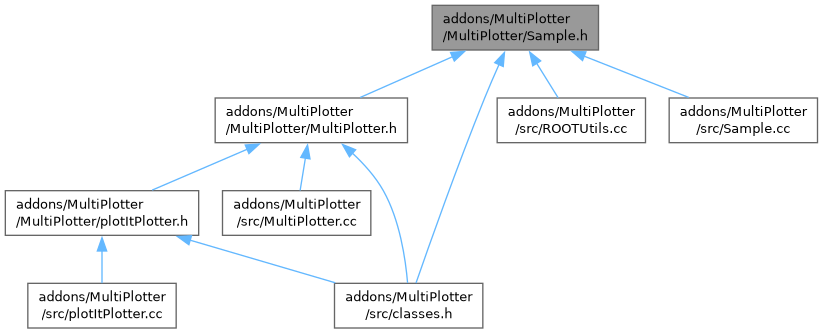 addons/MultiPlotter
/MultiPlotter/Sample.h
addons/MultiPlotter
/MultiPlotter/MultiPlotter.h
addons/MultiPlotter
/src/ROOTUtils.cc
addons/MultiPlotter
/src/Sample.cc
addons/MultiPlotter
/MultiPlotter/plotItPlotter.h
addons/MultiPlotter
/src/MultiPlotter.cc
addons/MultiPlotter
/src/plotItPlotter.cc
addons/MultiPlotter
/src/classes.h